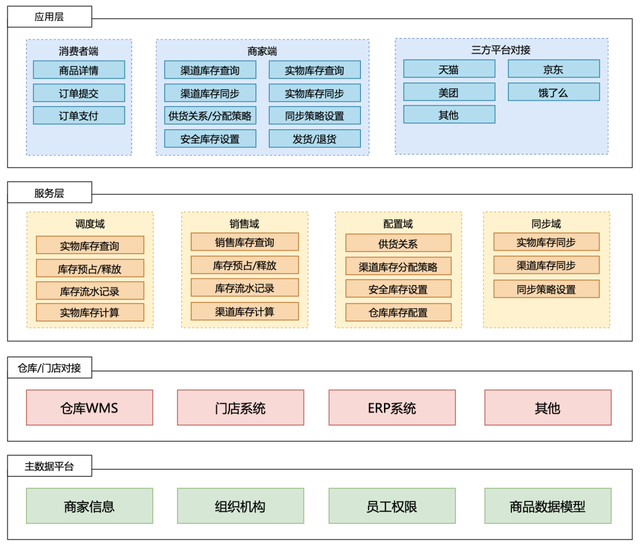 应用层
消费者端
商品详情
订单提交
订单支付
商家端
渠道库存查询
实物库存查询
渠道库存同步
实物库存同步
供货关系/分配策略
同步策略设置
安全库存设置
发货/退货
三方平台对接
天猫
京东
美团
饿了么
其他
服务层
调度域
实物库存查询
库存预占/释放
库存流水记录
实物库存计算
销售域
销售库存查询
库存预占/释放
库存流水记录
渠道库存计算
配置域
供货关系
渠道库存分配策略
安全库存设置
仓库库存配置
同步域
实物库存同步
渠道库存同步
同步策略设置
仓库/门店对接
仓库WMS
门店系统
ERP系统
其他
主数据平台
商家信息
组织机构
员工权限
商品数据模型